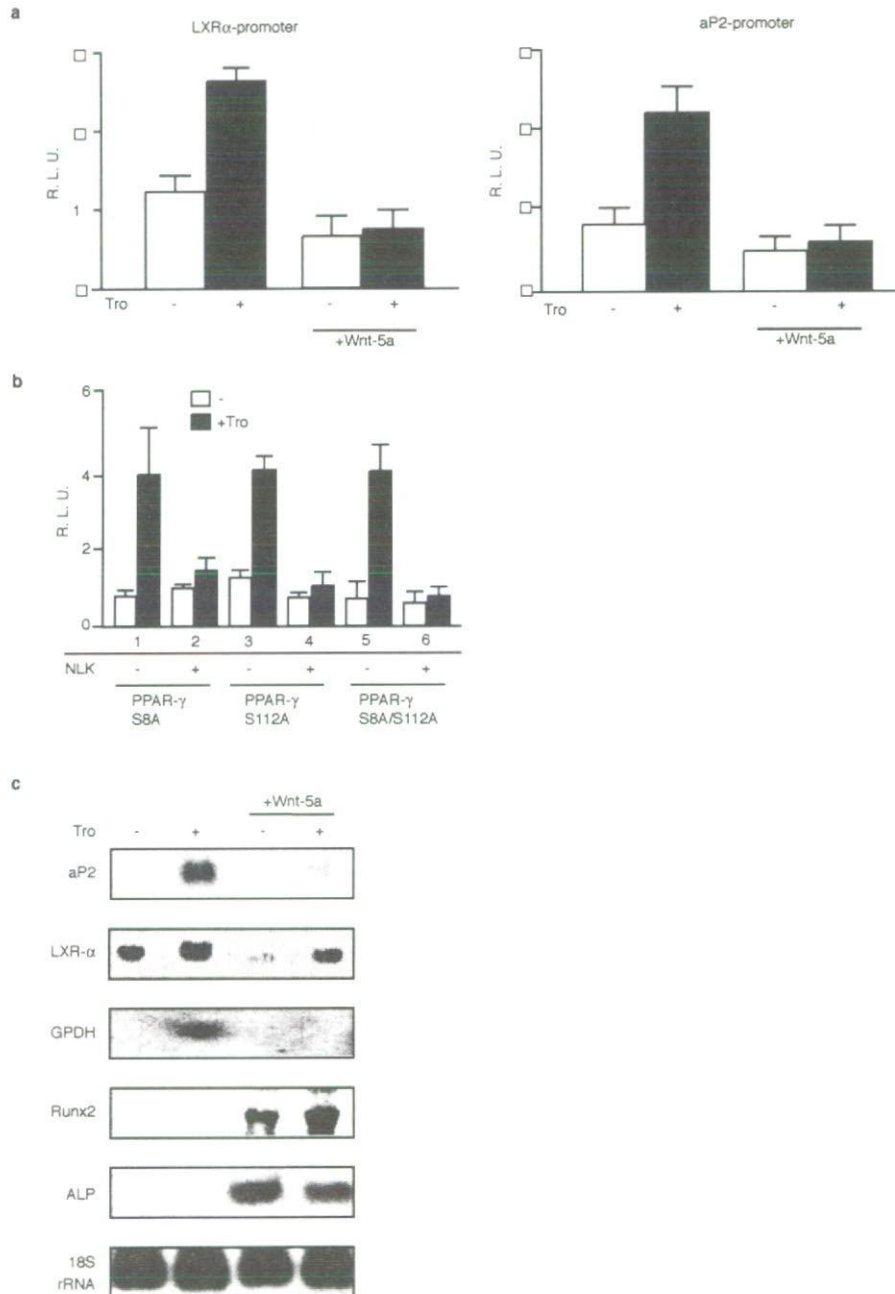 a
LXRα-promoter
aP2-promoter
R. L. U.
1
R. L. U.
Tro - + - +
+Wnt-5a
Tro - + - +
+Wnt-5a
b
6
4
2
0
R. L. U.
-
+Tro
1 2 3 4 5 6
NLK - + - + - +
PPAR-γ PPAR-γ PPAR-γ
S8A S112A S8A/S112A
c
+Wnt-5a
Tro - + - +
aP2
LXR-α
GPDH
Runx2
ALP
18S
rRNA